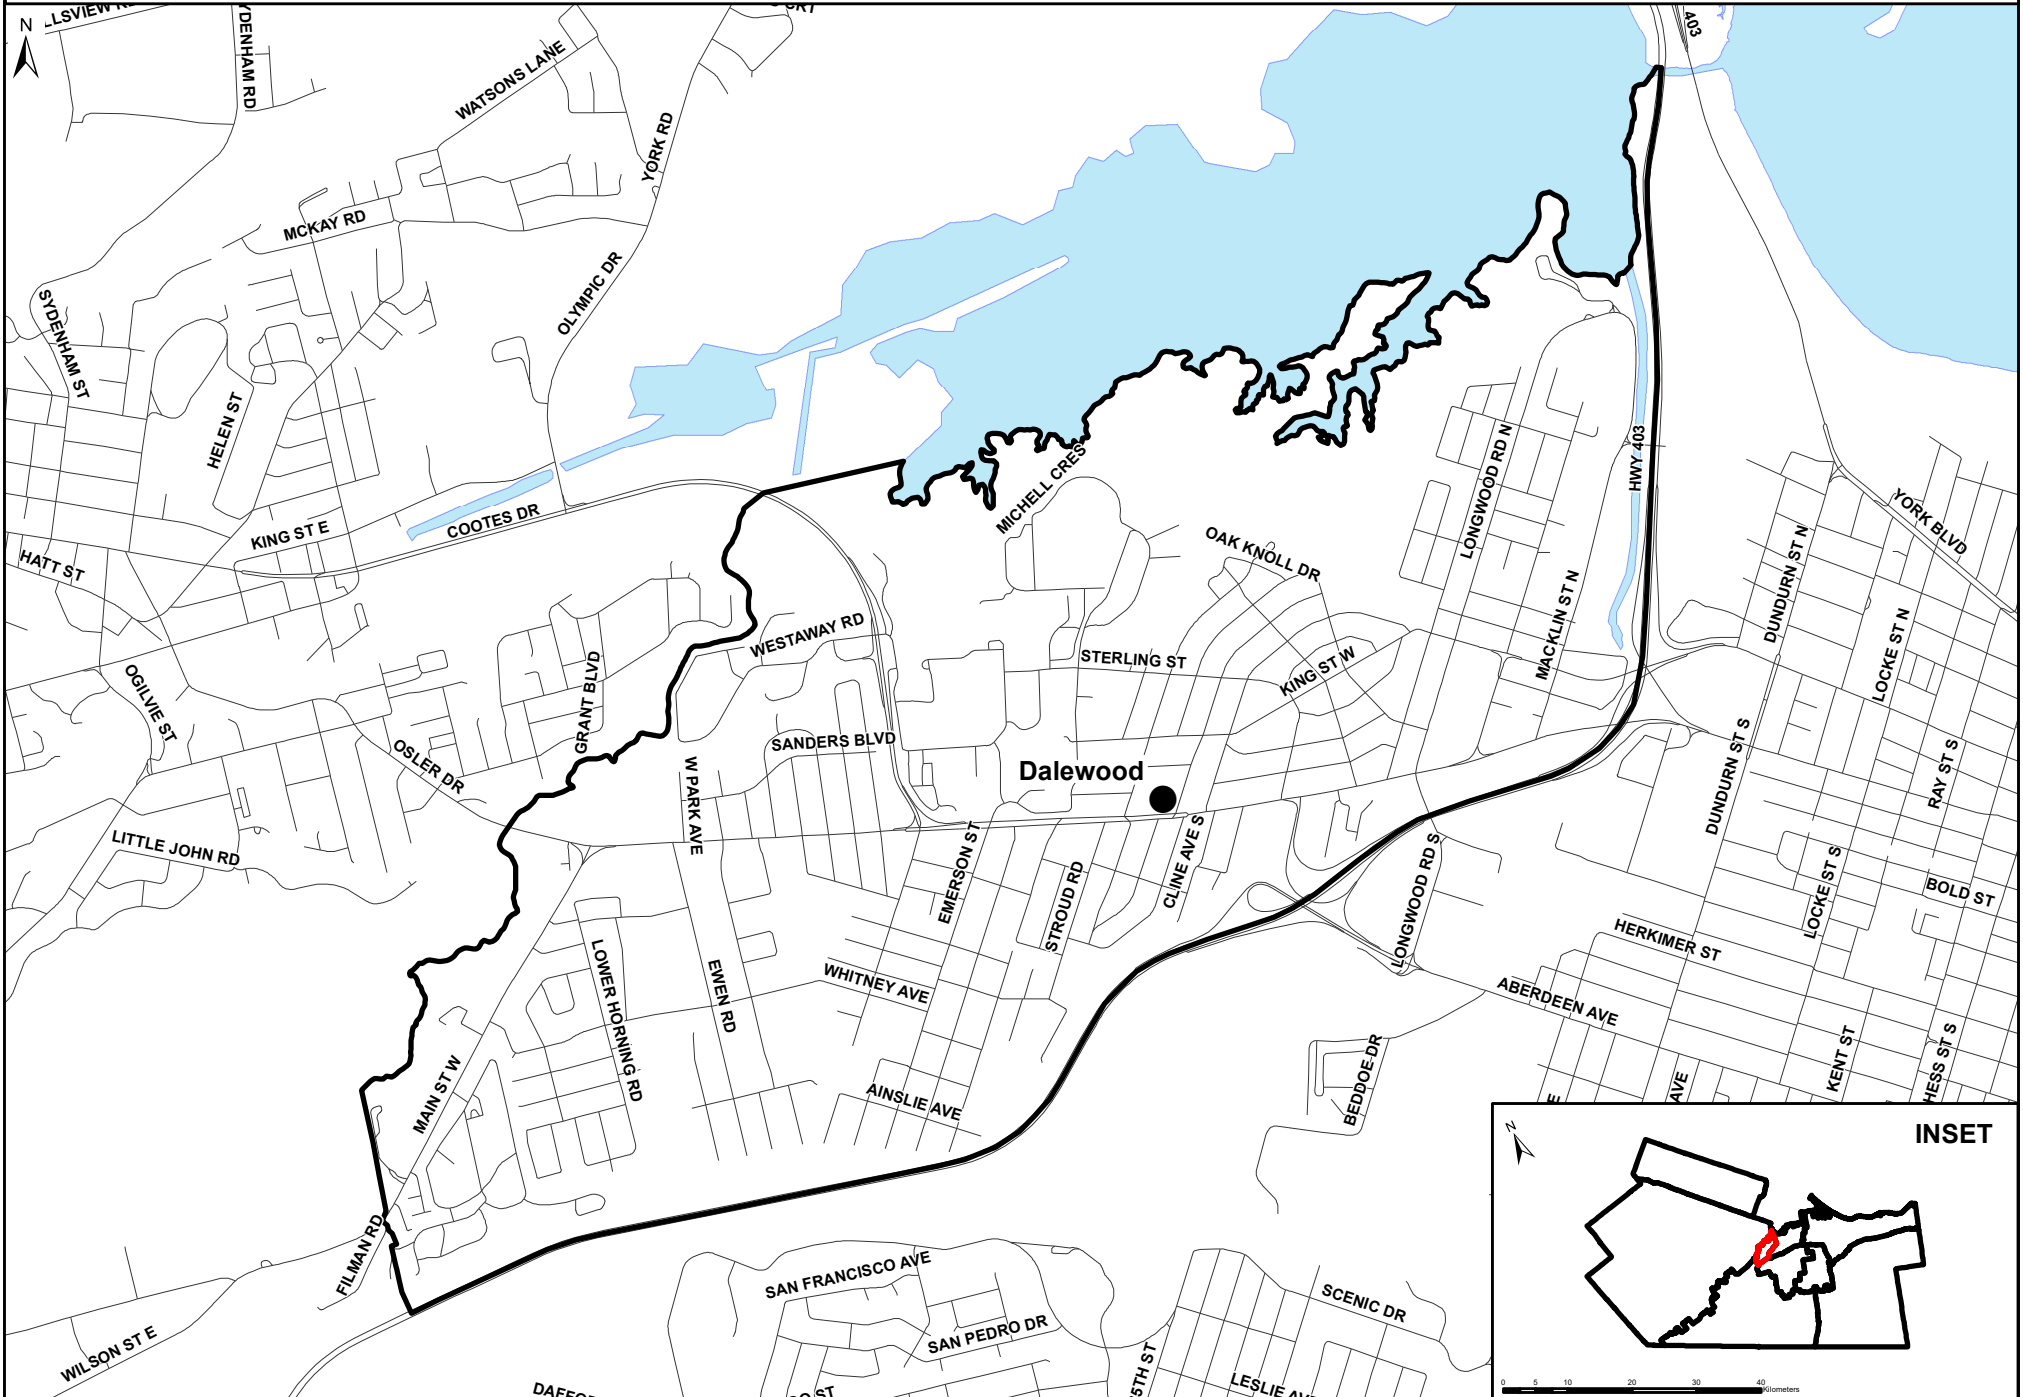 N
SYDENHAM RD
403
WATSONS LANE
YORK RD
MCKAY RD
OLYMPIC DR
SYDENHAM ST
HELEN ST
KING ST E
COOTES DR
HATT ST
MICHELL CRES
OAK KNOLL DR
LONGWOOD RD N
HWY 403
YORK BLVD
DUNDURN ST N
LOCKE ST N
MACKLIN ST N
WESTAWAY RD
STERLING ST
KING ST W
OGILVIE ST
GRANT BLVD
OSLER DR
SANDERS BLVD
W PARK AVE
Dalewood
DUNDURN ST S
RAY ST S
LITTLE JOHN RD
EMERSON ST
STROUD RD
CLINE AVE S
LONGWOOD RD S
LOCKE ST S
BOLD ST
HERKIMER ST
LOWER HORNING RD
EWEN RD
WHITNEY AVE
ABERDEEN AVE
MAIN ST W
AINSLIE AVE
BEDDOE DR
KENT ST
HESS ST S
AVE
E
FILMAN RD
WILSON ST E
SAN FRANCISCO AVE
SAN PEDRO DR
SCENIC DR
5TH ST
LESLIE AVE
INSET
N
0 5 10 20 30 40
Kilometers